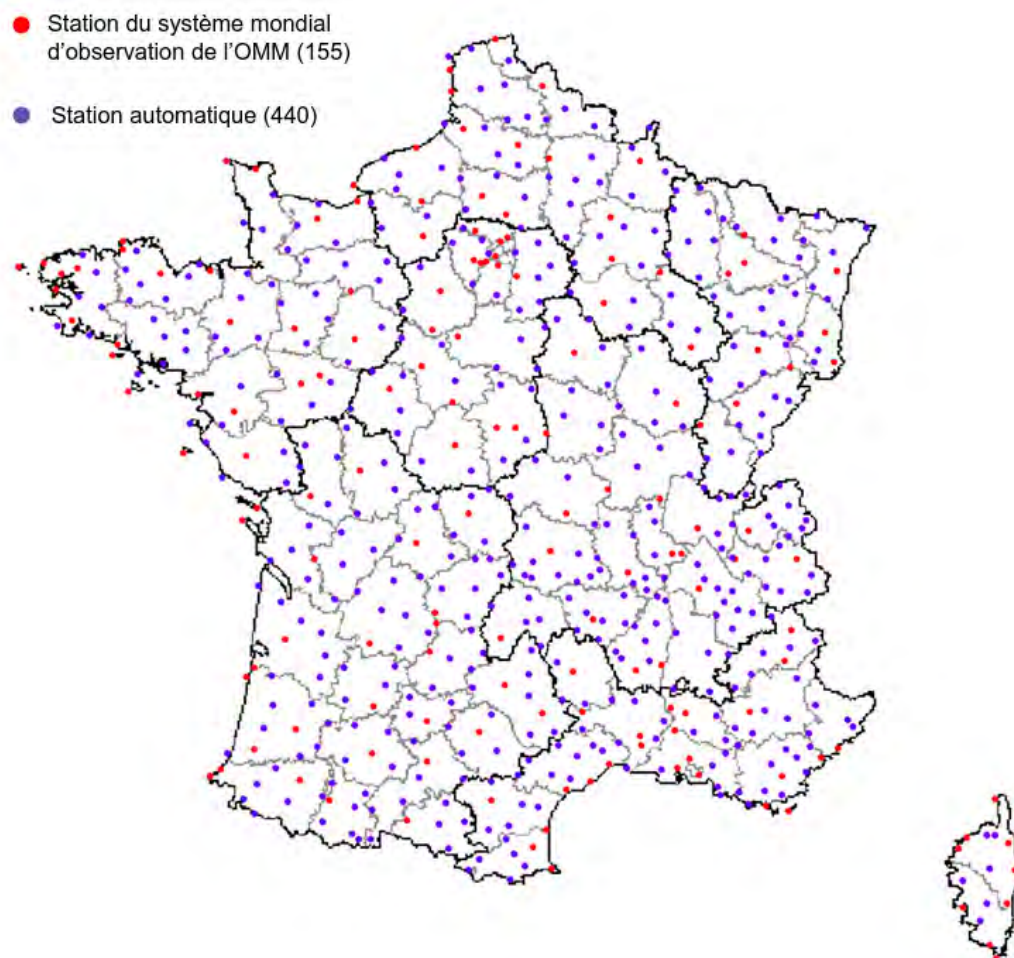 Station du système mondial
d’observation de l’OMM (155)
Station automatique (440)